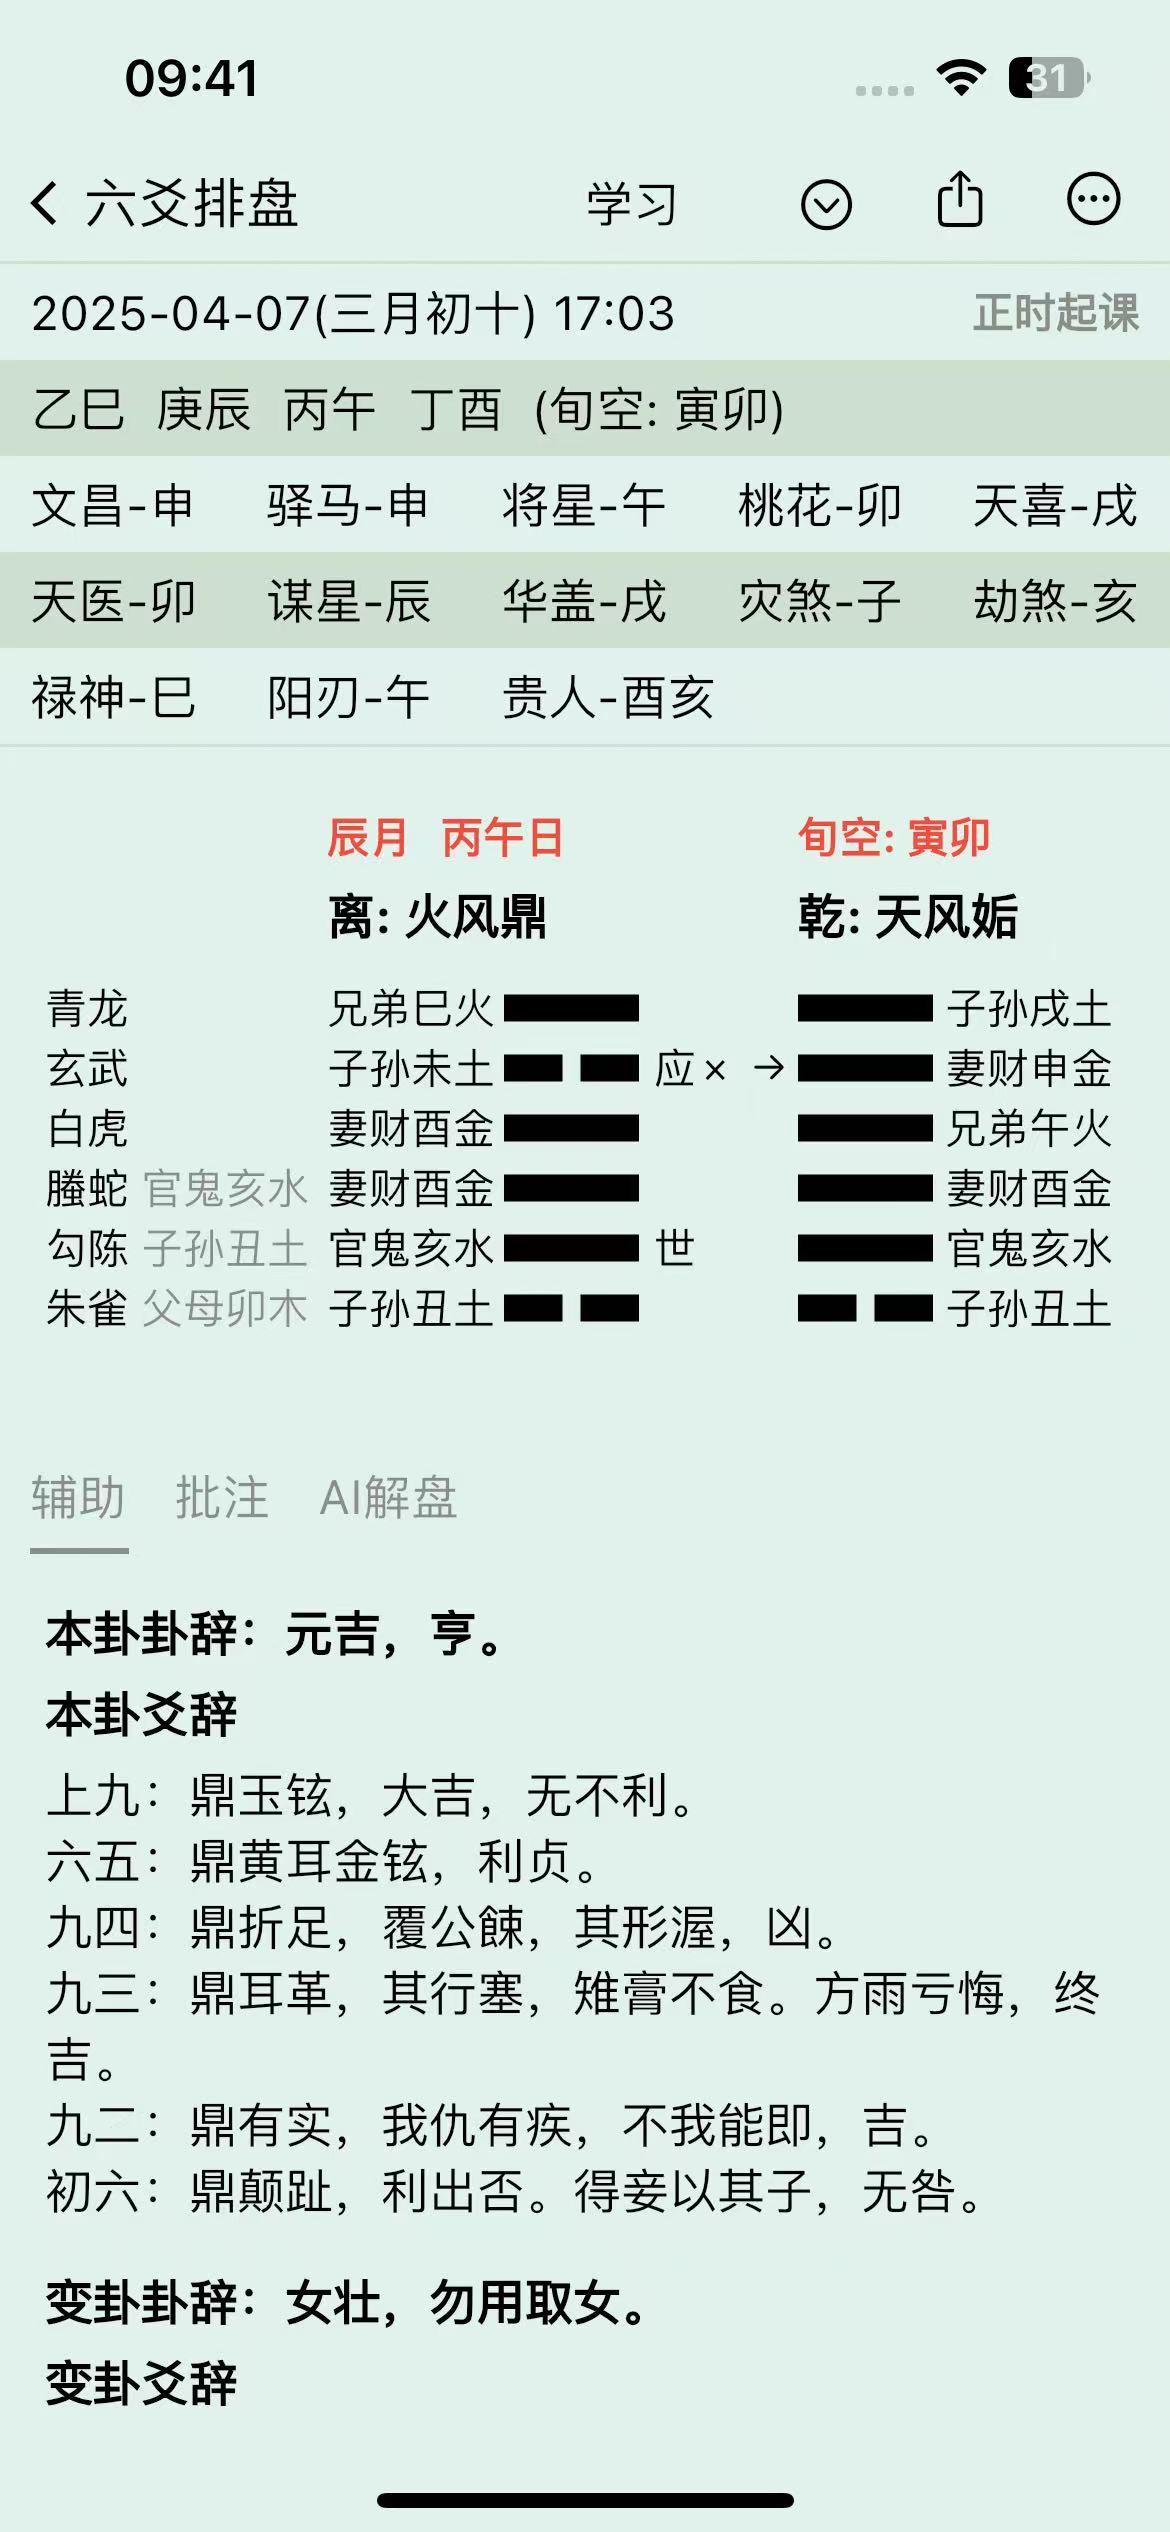 09:41
31
六爻排盘 学习
2025-04-07(三月初十) 17:03 正时起课
乙巳 庚辰 丙午 丁酉 (旬空: 寅卯)
文昌-申 驿马-申 将星-午 桃花-卯 天喜-戌
天医-卯 谋星-辰 华盖-戌 灾煞-子 劫煞-亥
禄神-巳 阳刃-午 贵人-酉亥
辰月 丙午日 旬空: 寅卯
离: 火风鼎 乾: 天风姤
青龙 兄弟巳火 子孙戌土
玄武 子孙未土 应 × → 妻财申金
白虎 妻财酉金 兄弟午火
螣蛇 官鬼亥水 妻财酉金 妻财酉金
勾陈 子孙丑土 官鬼亥水 世 官鬼亥水
朱雀 父母卯木 子孙丑土 子孙丑土
辅助 批注 AI解盘
本卦卦辞：元吉，亨。
本卦爻辞
上九：鼎玉铉，大吉，无不利。
六五：鼎黄耳金铉，利贞。
九四：鼎折足，覆公餗，其形渥，凶。
九三：鼎耳革，其行塞，雉膏不食。方雨亏悔，终
吉。
九二：鼎有实，我仇有疾，不我能即，吉。
初六：鼎颠趾，利出否。得妾以其子，无咎。
变卦卦辞：女壮，勿用取女。
变卦爻辞